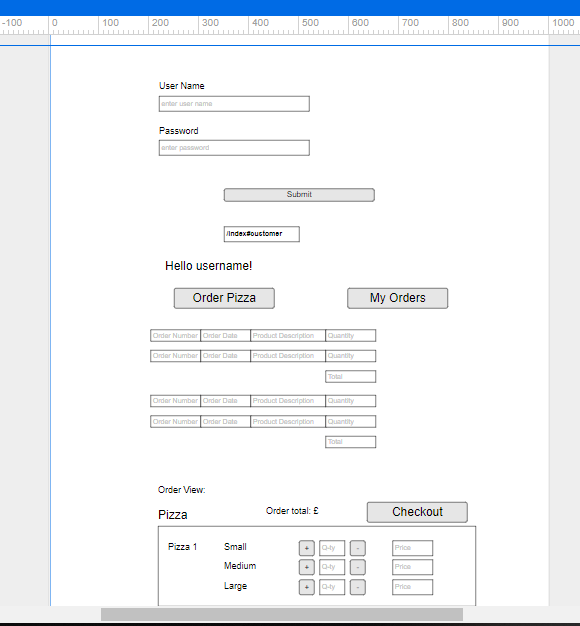 -100 0 100 200 300 400 500 600 700 800 900 1000
User Name
enter user name
Password
enter password
Submit
/index#customer
Hello username!
Order Pizza My Orders
Order Number Order Date Product Description Quantity
Order Number Order Date Product Description Quantity
Total
Order Number Order Date Product Description Quantity
Order Number Order Date Product Description Quantity
Total
Order View:
Pizza Order total: £ Checkout
Pizza 1 Small + Q-ty - Price
Medium + Q-ty - Price
Large + Q-ty - Price